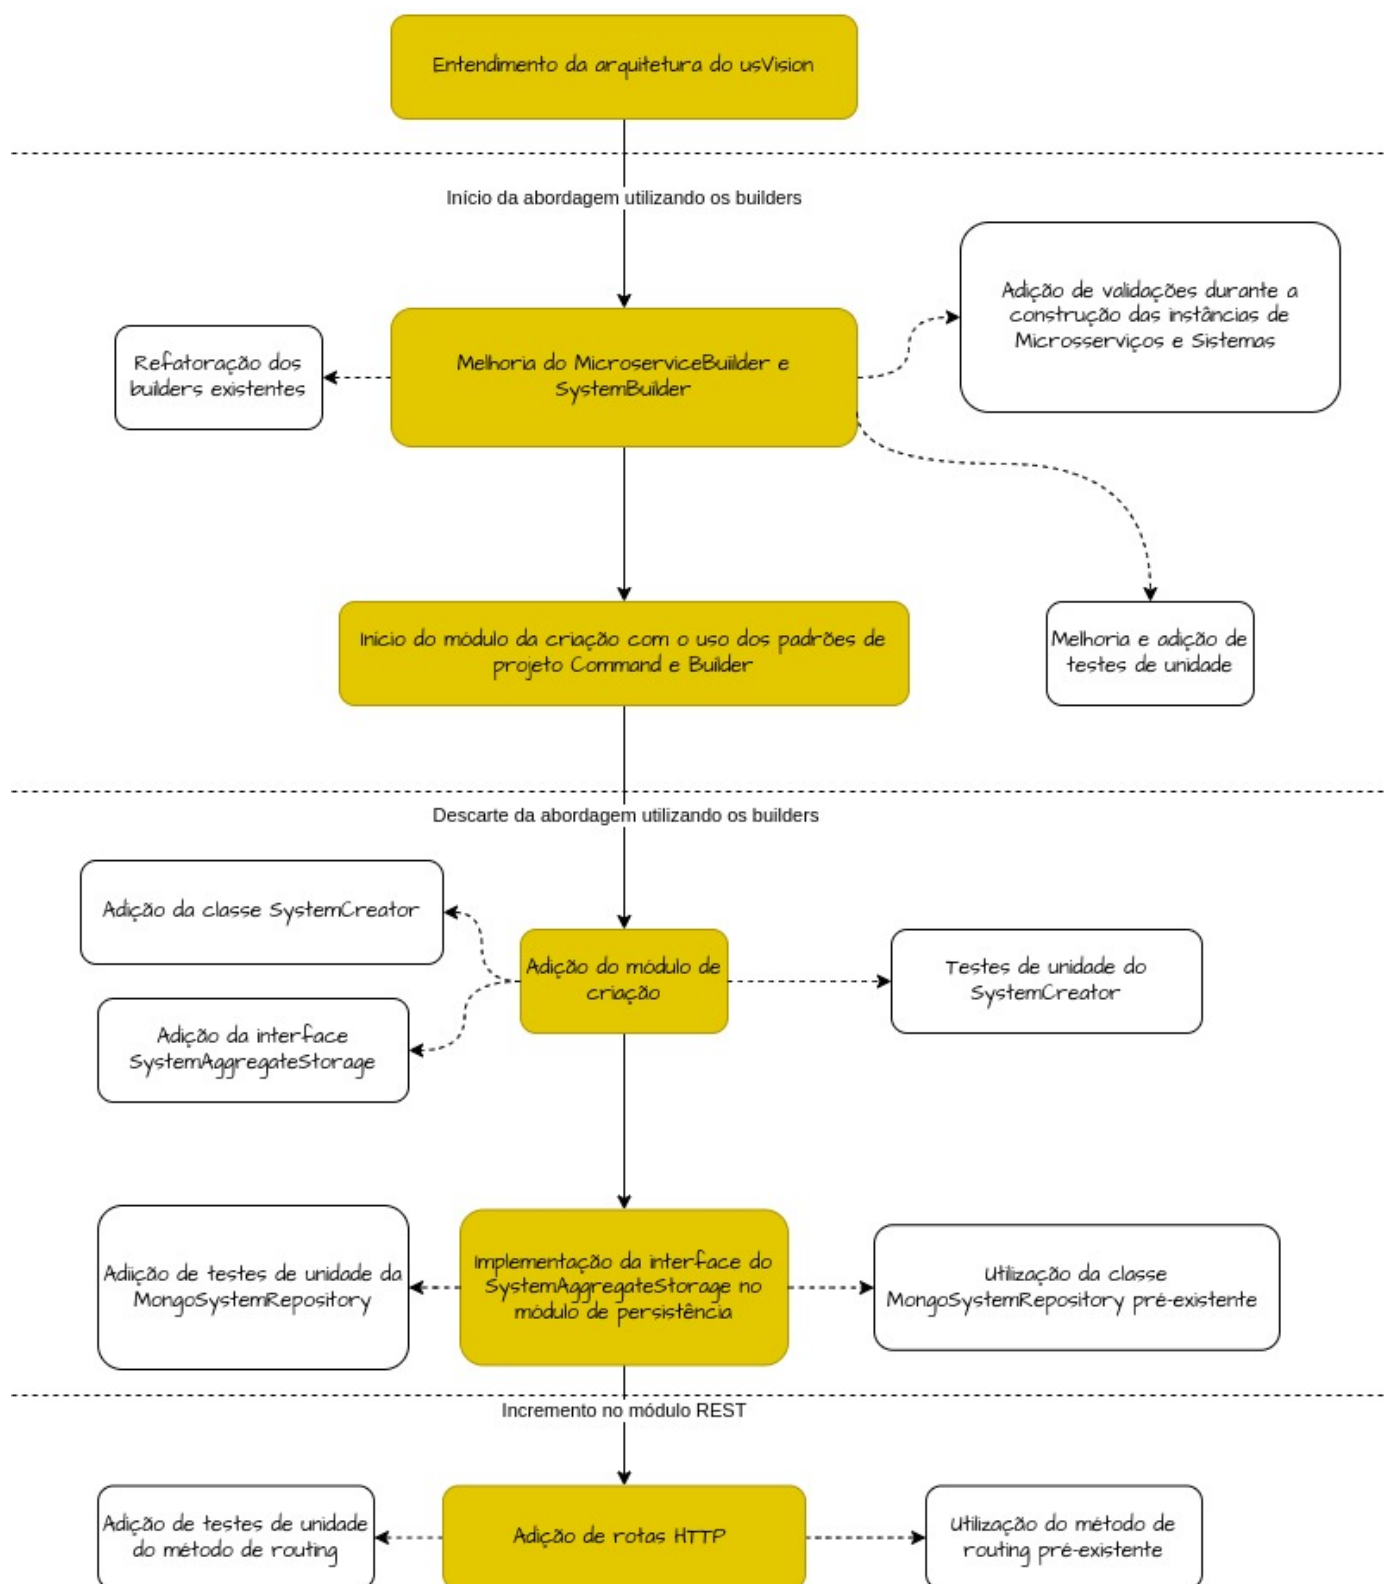 Entendimento da arquitetura do usVision
Início da abordagem utilizando os builders
Adição de validações durante a
construção das instâncias de
Microsserviços e Sistemas
Refatoração dos
builders existentes
Melhoria do MicroserviceBuiilder e
SystemBuilder
Início do módulo da criação com o uso dos padrões de
projeto Command e Builder
Melhoria e adição de
testes de unidade
Descarte da abordagem utilizando os builders
Adição da classe SystemCreator
Adição do módulo de
criação
Testes de unidade do
SystemCreator
Adição da interface
SystemAggregateStorage
Adiição de testes de unidade da
MongoSystemRepository
Implementação da interface do
SystemAggregateStorage no
módulo de persistência
Utilização da classe
MongoSystemRepository pré-existente
Incremento no módulo REST
Adição de testes de unidade
do método de routing
Adição de rotas HTTP
Utilização do método de
routing pré-existente